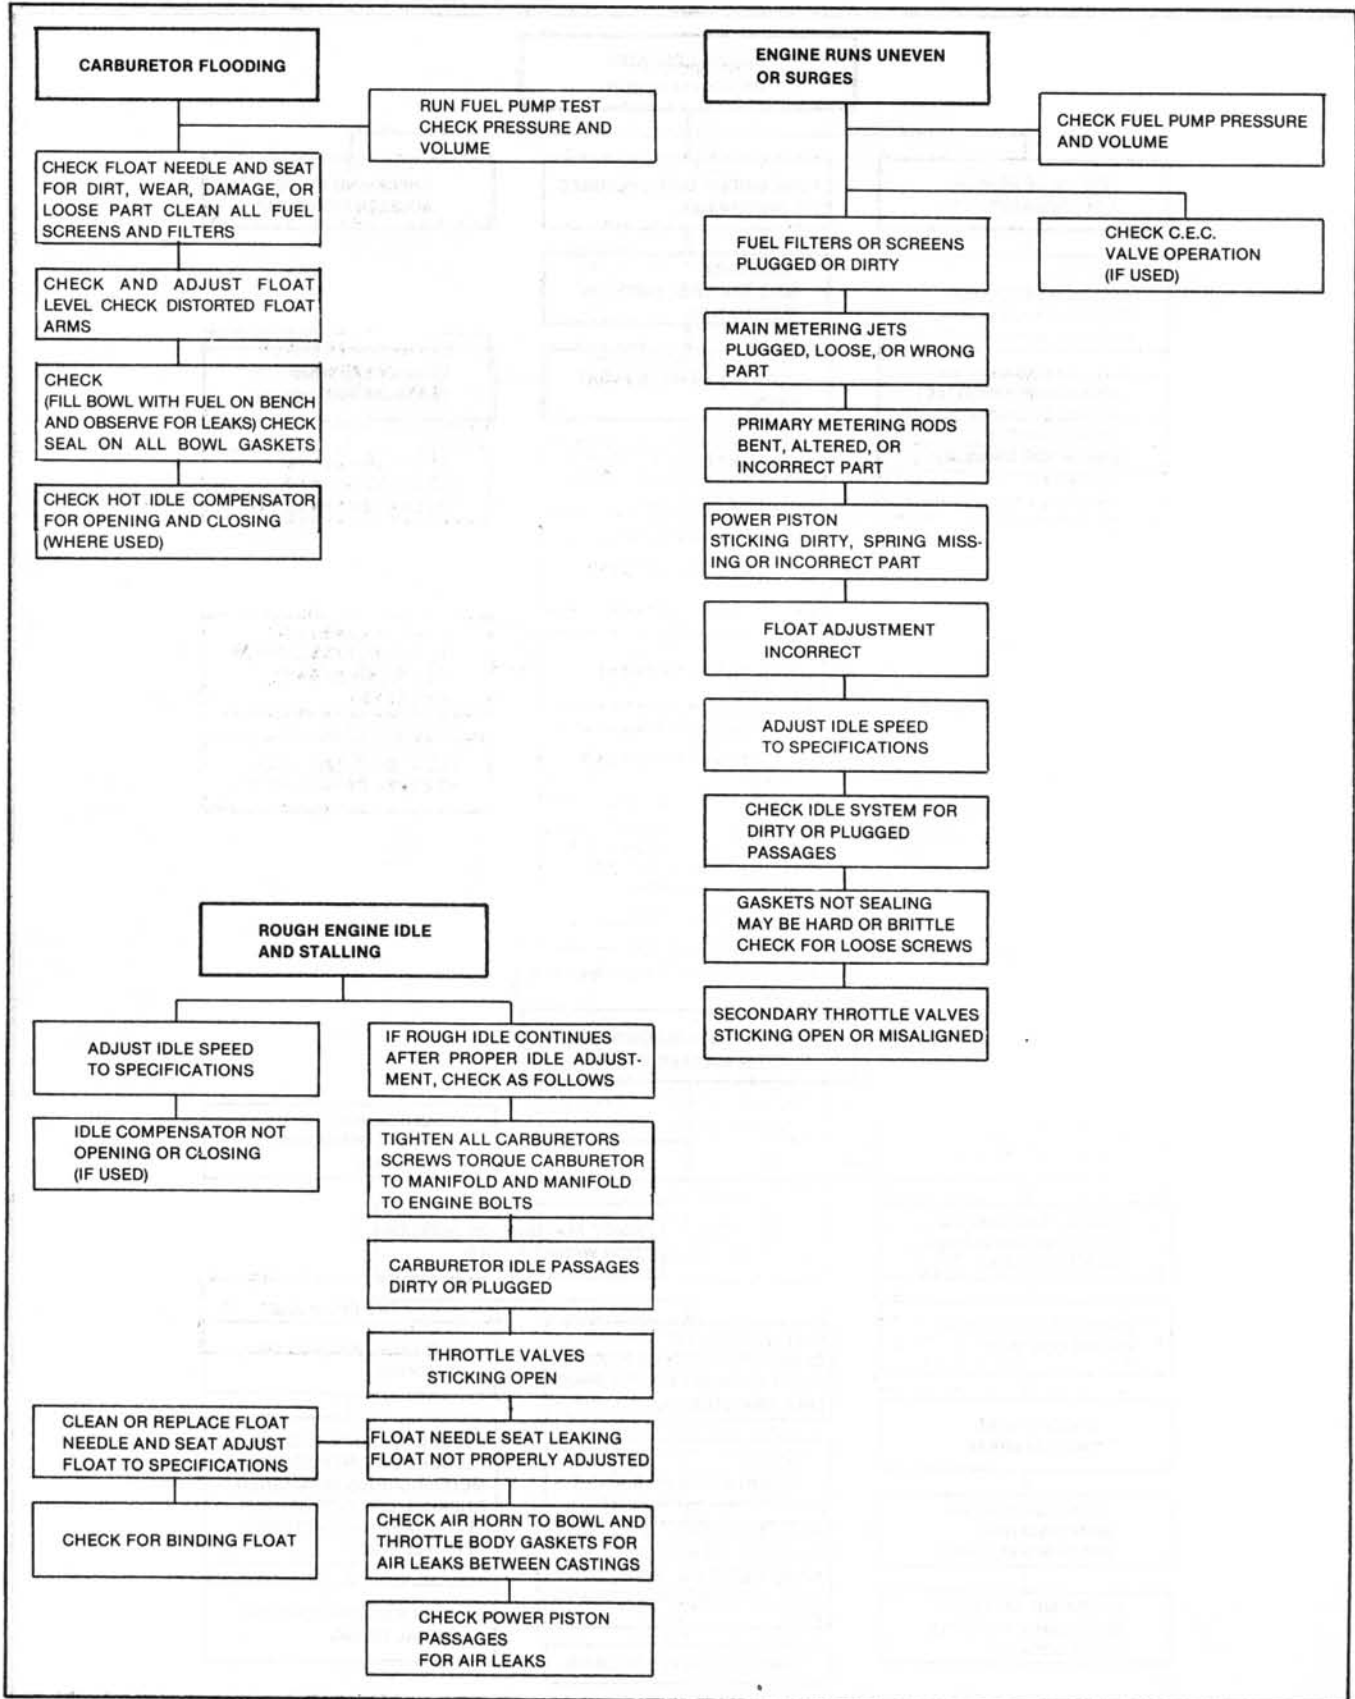 CARBURETOR FLOODING
RUN FUEL PUMP TEST
CHECK PRESSURE AND
VOLUME
CHECK FLOAT NEEDLE AND SEAT
FOR DIRT, WEAR, DAMAGE, OR
LOOSE PART CLEAN ALL FUEL
SCREENS AND FILTERS
CHECK AND ADJUST FLOAT
LEVEL CHECK DISTORTED FLOAT
ARMS
CHECK
(FILL BOWL WITH FUEL ON BENCH
AND OBSERVE FOR LEAKS) CHECK
SEAL ON ALL BOWL GASKETS
CHECK HOT IDLE COMPENSATOR
FOR OPENING AND CLOSING
(WHERE USED)
ENGINE RUNS UNEVEN
OR SURGES
CHECK FUEL PUMP PRESSURE
AND VOLUME
CHECK C.E.C.
VALVE OPERATION
(IF USED)
FUEL FILTERS OR SCREENS
PLUGGED OR DIRTY
MAIN METERING JETS
PLUGGED, LOOSE, OR WRONG
PART
PRIMARY METERING RODS
BENT, ALTERED, OR
INCORRECT PART
POWER PISTON
STICKING DIRTY, SPRING MISS-
ING OR INCORRECT PART
FLOAT ADJUSTMENT
INCORRECT
ADJUST IDLE SPEED
TO SPECIFICATIONS
CHECK IDLE SYSTEM FOR
DIRTY OR PLUGGED
PASSAGES
GASKETS NOT SEALING
MAY BE HARD OR BRITTLE
CHECK FOR LOOSE SCREWS
SECONDARY THROTTLE VALVES
STICKING OPEN OR MISALIGNED
ROUGH ENGINE IDLE
AND STALLING
ADJUST IDLE SPEED
TO SPECIFICATIONS
IDLE COMPENSATOR NOT
OPENING OR CLOSING
(IF USED)
IF ROUGH IDLE CONTINUES
AFTER PROPER IDLE ADJUST-
MENT, CHECK AS FOLLOWS
TIGHTEN ALL CARBURETORS
SCREWS TORQUE CARBURETOR
TO MANIFOLD AND MANIFOLD
TO ENGINE BOLTS
CARBURETOR IDLE PASSAGES
DIRTY OR PLUGGED
THROTTLE VALVES
STICKING OPEN
FLOAT NEEDLE SEAT LEAKING
FLOAT NOT PROPERLY ADJUSTED
CLEAN OR REPLACE FLOAT
NEEDLE AND SEAT ADJUST
FLOAT TO SPECIFICATIONS
CHECK FOR BINDING FLOAT
CHECK AIR HORN TO BOWL AND
THROTTLE BODY GASKETS FOR
AIR LEAKS BETWEEN CASTINGS
CHECK POWER PISTON
PASSAGES
FOR AIR LEAKS